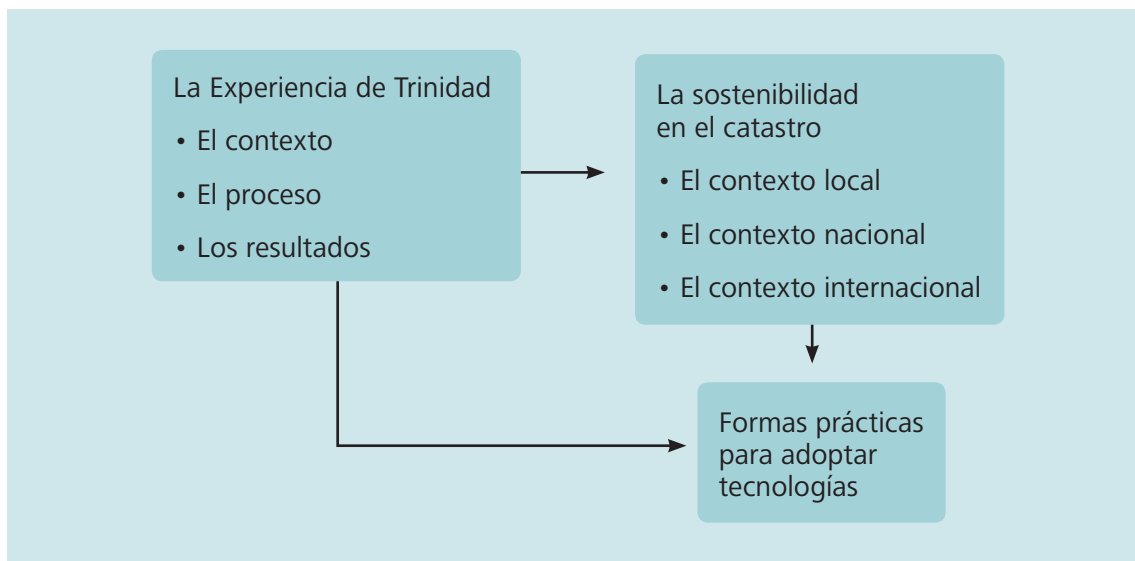 La Experiencia de Trinidad
• El contexto
• El proceso
• Los resultados
La sostenibilidad
en el catastro
• El contexto local
• El contexto nacional
• El contexto internacional
Formas prácticas
para adoptar
tecnologías